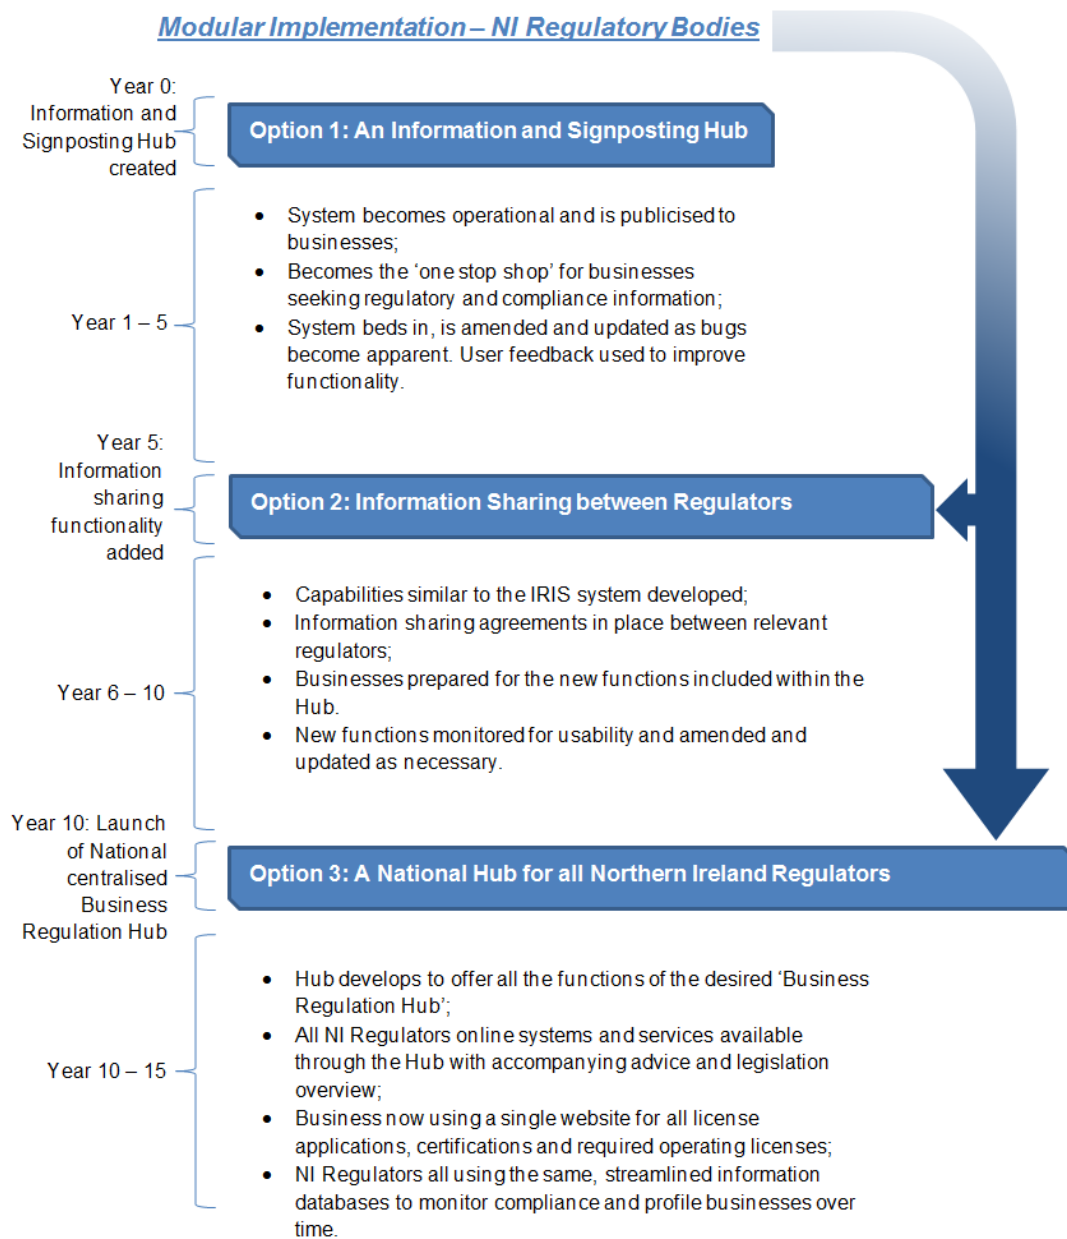 Modular Implementation – NI Regulatory Bodies
Year 0:
Information and
Signposting Hub
created
Option 1: An Information and Signposting Hub
Year 1 – 5
• System becomes operational and is publicised to
businesses;
• Becomes the ‘one stop shop’ for businesses
seeking regulatory and compliance information;
• System beds in, is amended and updated as bugs
become apparent. User feedback used to improve
functionality.
Year 5:
Information
sharing
functionality
added
Option 2: Information Sharing between Regulators
Year 6 – 10
• Capabilities similar to the IRIS system developed;
• Information sharing agreements in place between relevant
regulators;
• Businesses prepared for the new functions included within the
Hub.
• New functions monitored for usability and amended and
updated as necessary.
Year 10: Launch
of National
centralised
Business
Regulation Hub
Option 3: A National Hub for all Northern Ireland Regulators
Year 10 – 15
• Hub develops to offer all the functions of the desired ‘Business
Regulation Hub’;
• All NI Regulators online systems and services available
through the Hub with accompanying advice and legislation
overview;
• Business now using a single website for all license
applications, certifications and required operating licenses;
• NI Regulators all using the same, streamlined information
databases to monitor compliance and profile businesses over
time.